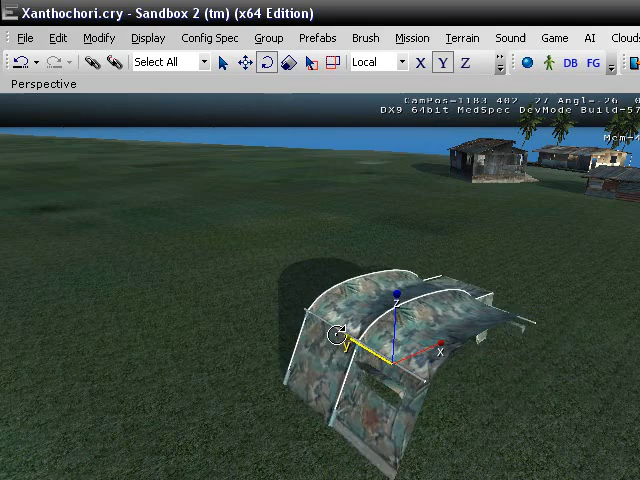 Xanthochori.cry - Sandbox 2 (tm) (x64 Edition)
File Edit Modify Display Config Spec Group Prefabs Brush Mission Terrain Sound Game AI Clouds
Select All Local X Y Z DB FG
Perspective
DX9 64bit MedSpec DevMode
z
y x